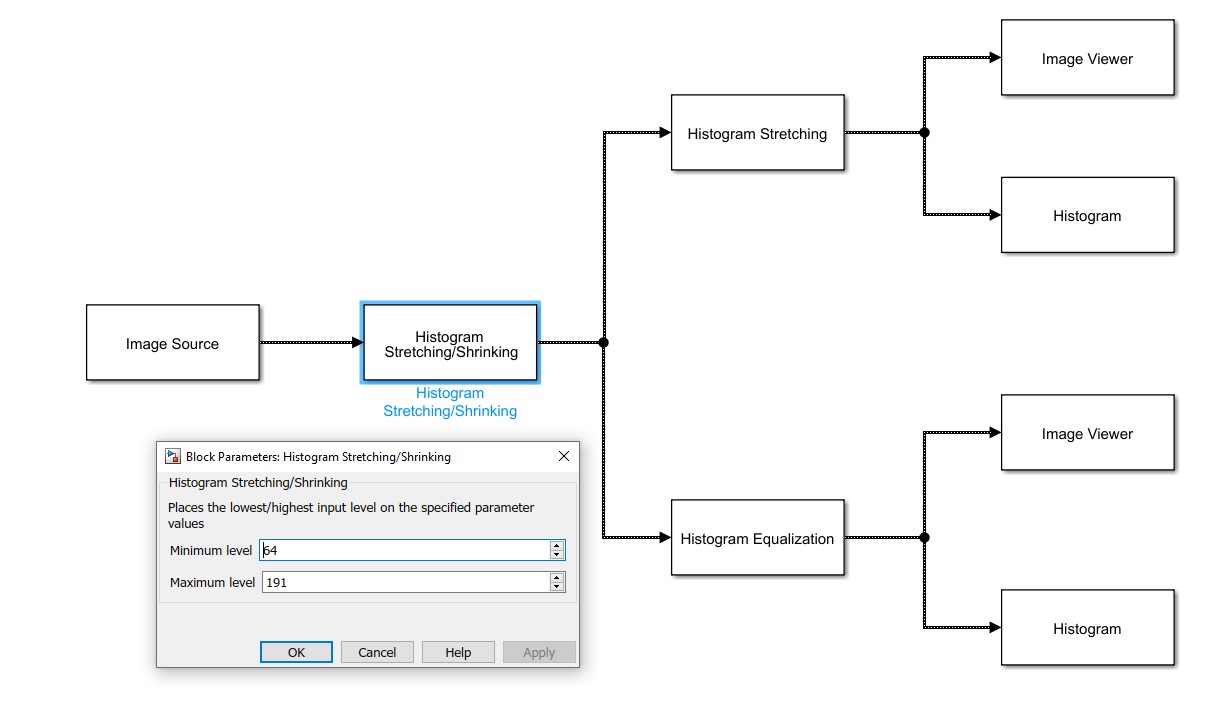 Image Viewer
Histogram Stretching
Histogram
Image Source
Histogram
Stretching/Shrinking
Histogram
Stretching/Shrinking
Block Parameters: Histogram Stretching/Shrinking
Histogram Stretching/Shrinking
Places the lowest/highest input level on the specified parameter
values
Minimum level 64
Maximum level 191
OK Cancel Help Apply
Image Viewer
Histogram Equalization
Histogram